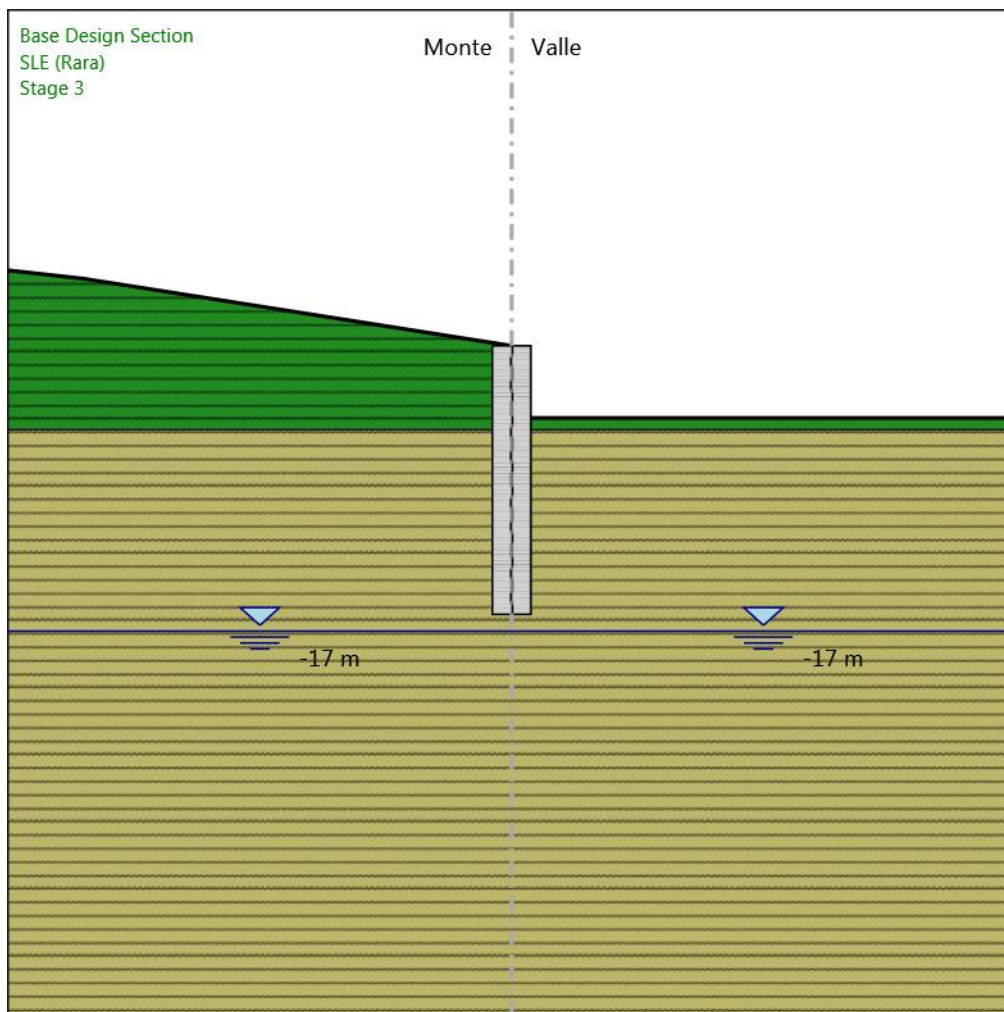 Base Design Section
SLE (Rara)
Stage 3
Monte Valle
-17 m -17 m